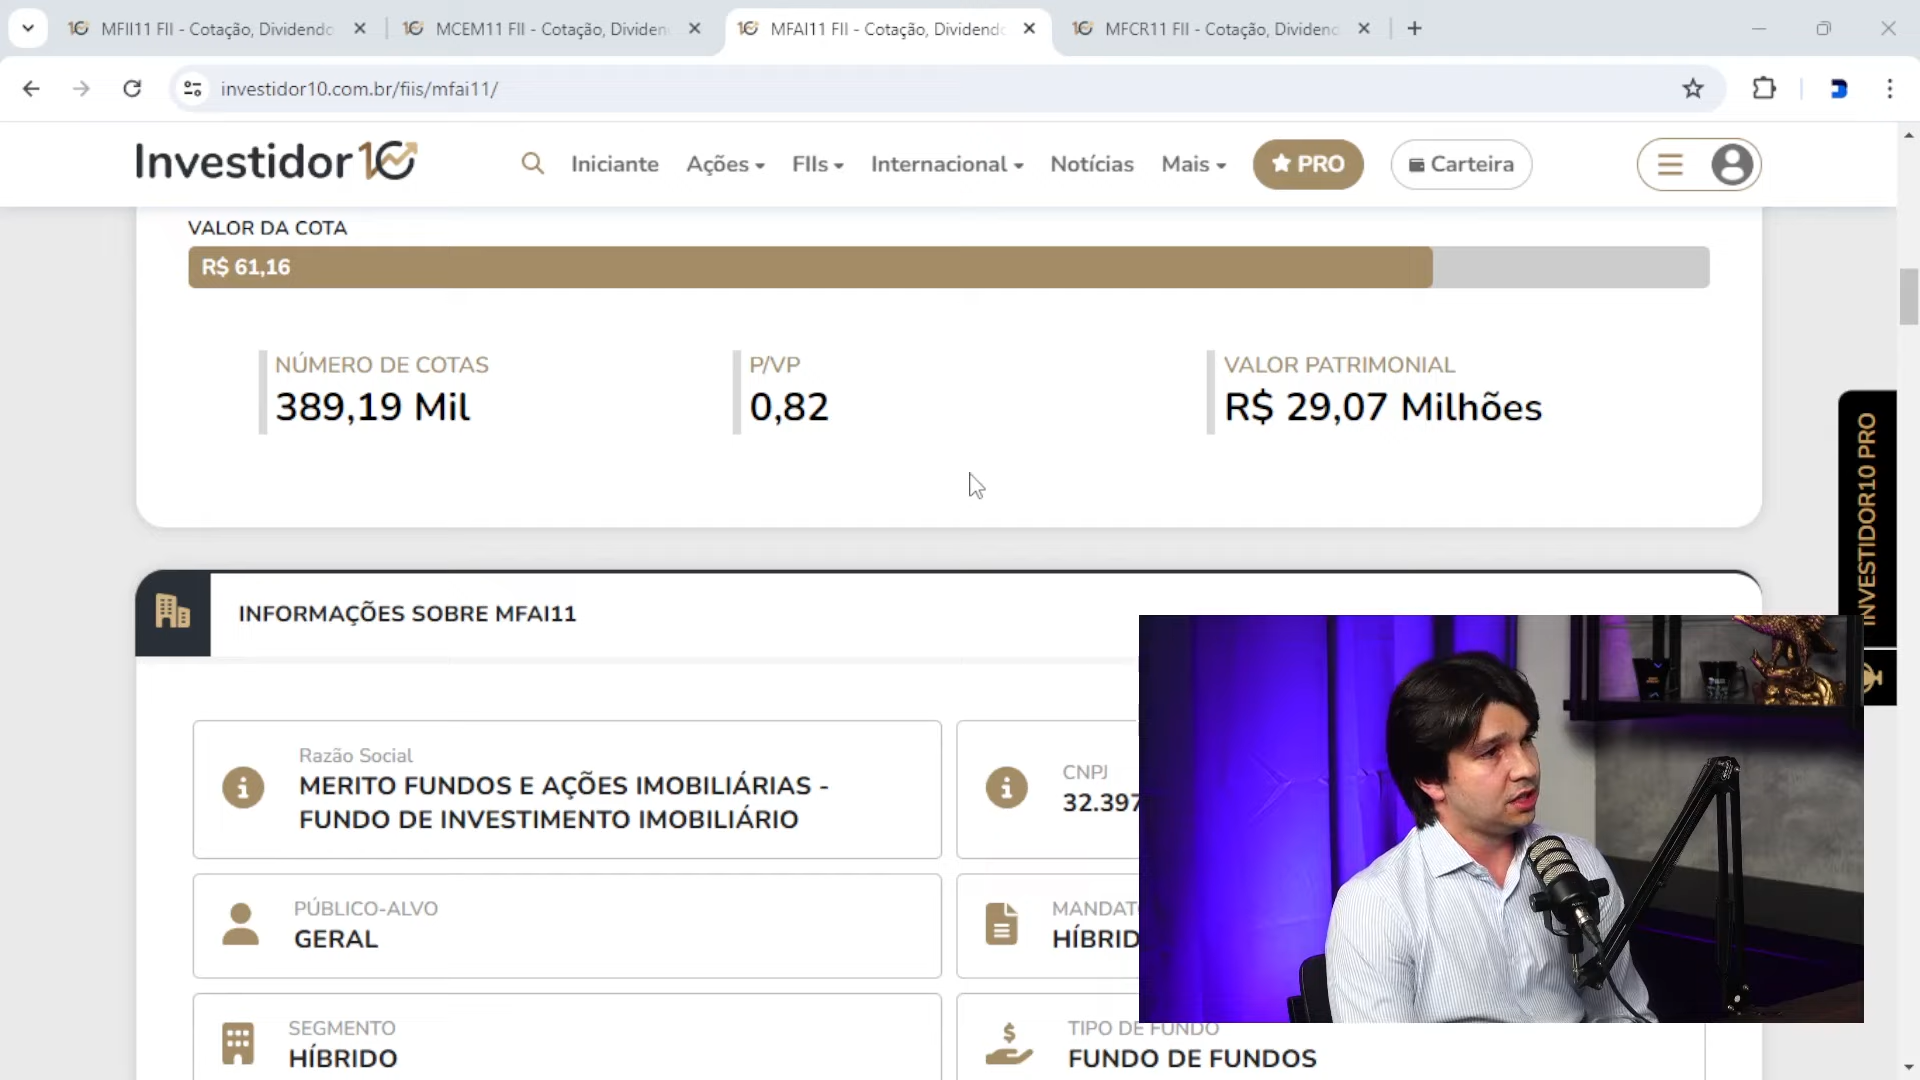 MFII11 FII - Cotação, Dividendo
MCEM11 FII - Cotação, Dividen
MFAI11 FII - Cotação, Dividendo
MFCR11 FII - Cotação, Dividenc
investidor10.com.br/fiis/mfai11/
Investidor 10
Iniciante
Ações
FIIs
Internacional
Notícias
Mais
PRO
Carteira
VALOR DA COTA
R$ 61,16
NÚMERO DE COTAS
389,19 Mil
P/VP
0,82
VALOR PATRIMONIAL
R$ 29,07 Milhões
INVESTIDOR10 PRO
INFORMAÇÕES SOBRE MFAI11
Razão Social
MERITO FUNDOS E AÇÕES IMOBILIÁRIAS -
FUNDO DE INVESTIMENTO IMOBILIÁRIO
CNPJ
32.397
PÚBLICO-ALVO
GERAL
MANDAT
HÍBRID
SEGMENTO
HÍBRIDO
TIPO DE FUNDO
FUNDO DE FUNDOS